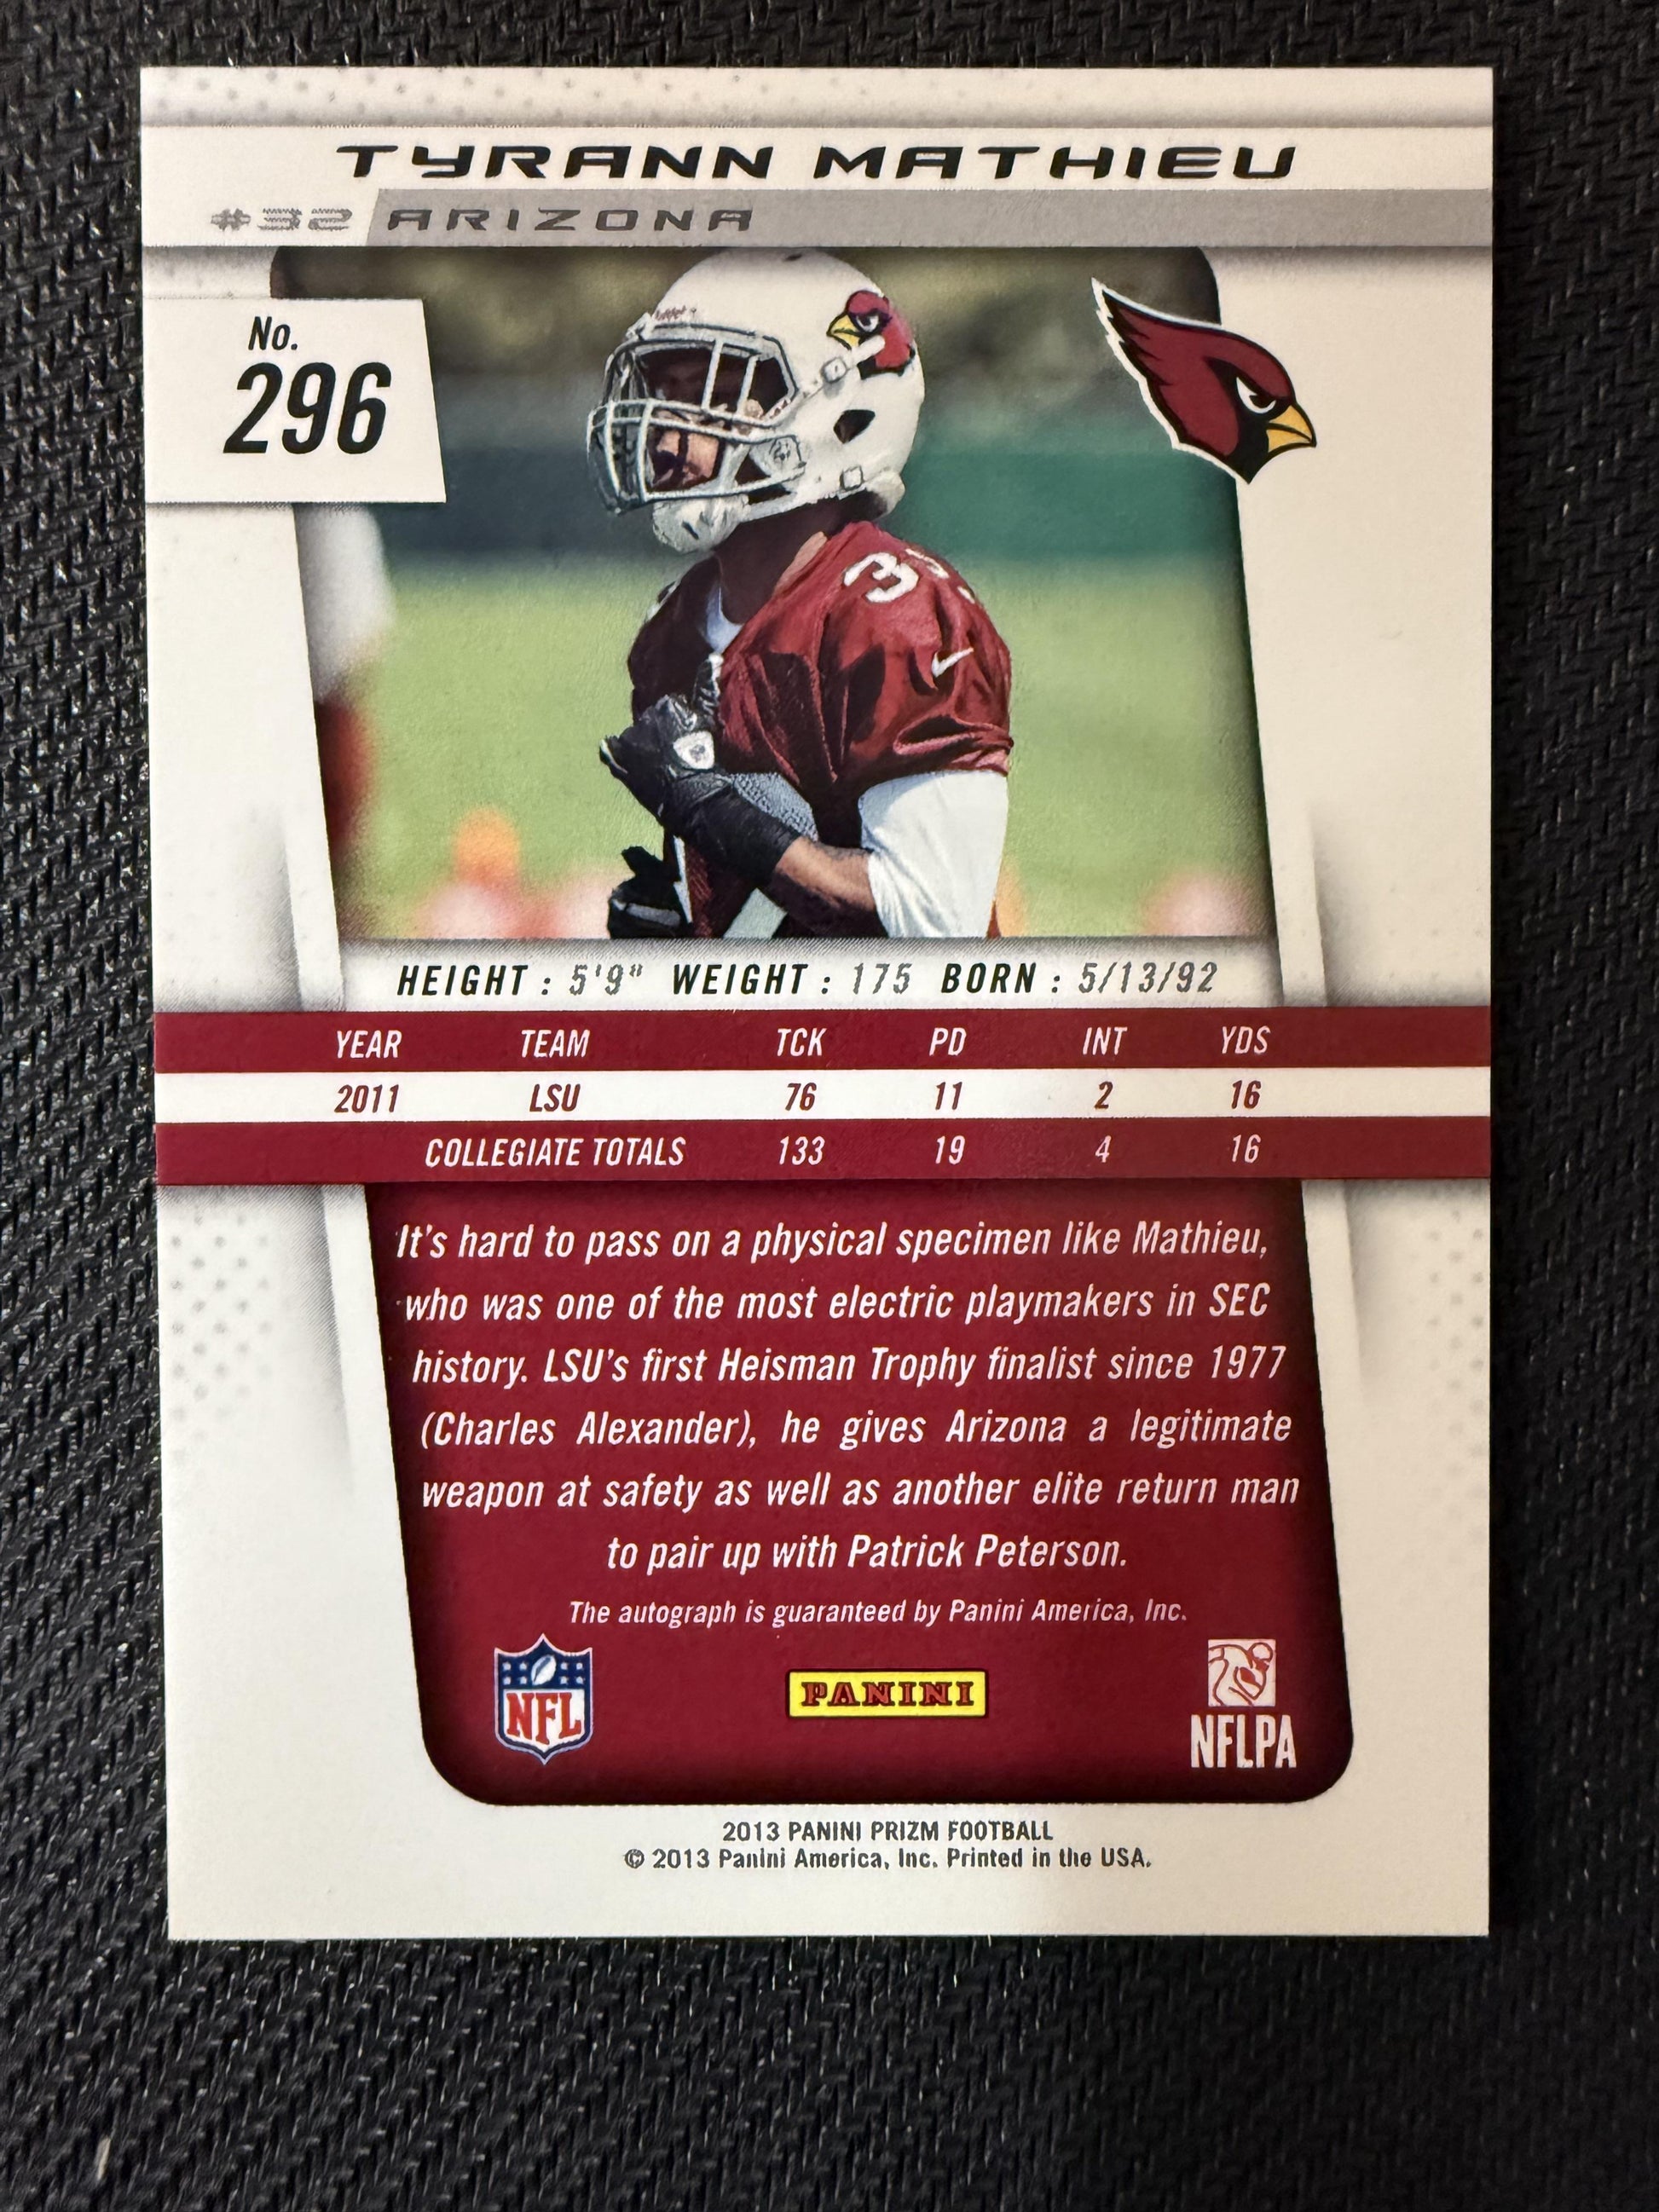 TYRANN MATHIEU
#32 ARIZONA
No.
296
HEIGHT : 5'9" WEIGHT : 175 BORN : 5/13/92
YEAR TEAM TCK PD INT YDS
2011 LSU 76 11 2 16
COLLEGIATE TOTALS 133 19 4 16
It's hard to pass on a physical specimen like Mathieu,
who was one of the most electric playmakers in SEC
history. LSU's first Heisman Trophy finalist since 1977
(Charles Alexander), he gives Arizona a legitimate
weapon at safety as well as another elite return man
to pair up with Patrick Peterson.
The autograph is guaranteed by Panini America, Inc.
NFL PANINI NFLPA
2013 PANINI PRIZM FOOTBALL
© 2013 Panini America, Inc. Printed in the USA.